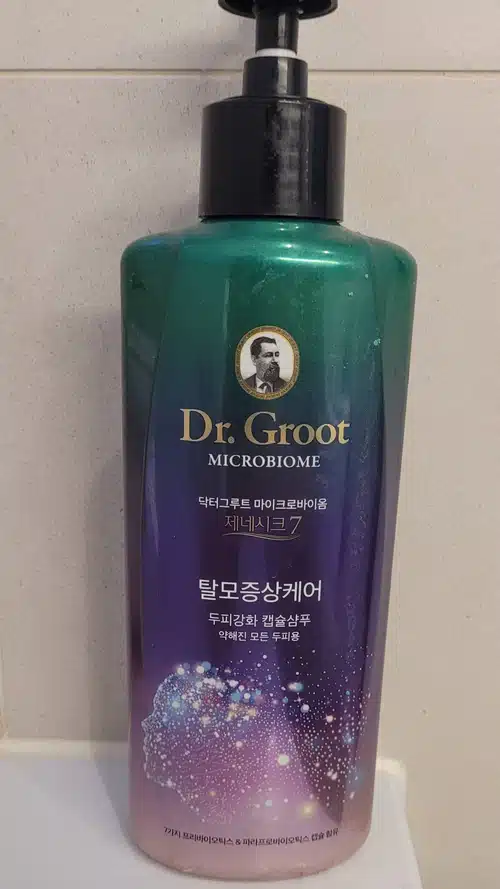 Dr. Groot
MICROBIOME
닥터그루트 마이크로바이옴
제네시크 7
탈모증상케어
두피강화 캡슐샴푸
약해진 모든 두피용
7가지 프리바이오틱스 & 파라프로바이오틱스 캡슐 함유